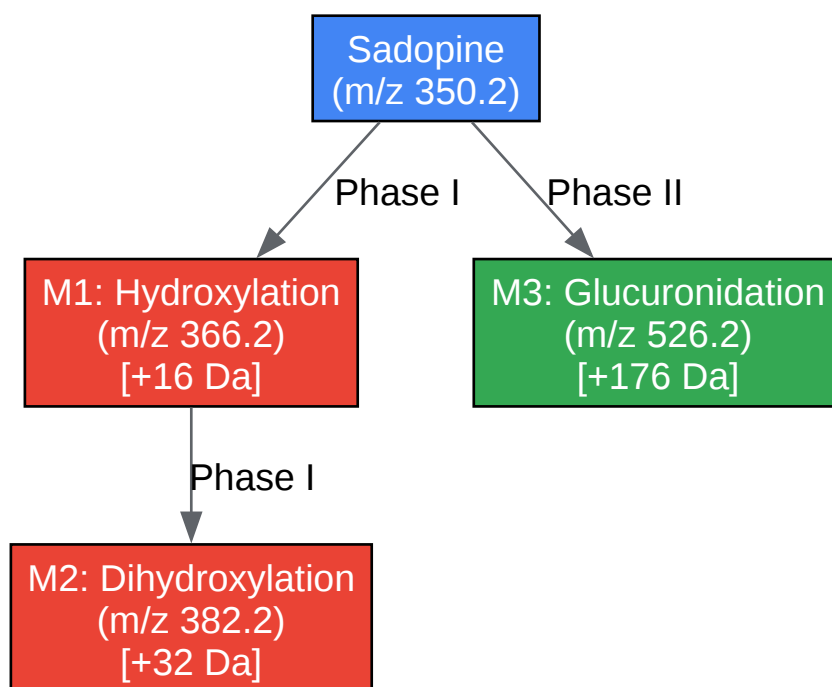 Sadopine
(m/z 350.2)
Phase I
Phase II
M1: Hydroxylation
(m/z 366.2)
[+16 Da]
M3: Glucuronidation
(m/z 526.2)
[+176 Da]
Phase I
M2: Dihydroxylation
(m/z 382.2)
[+32 Da]